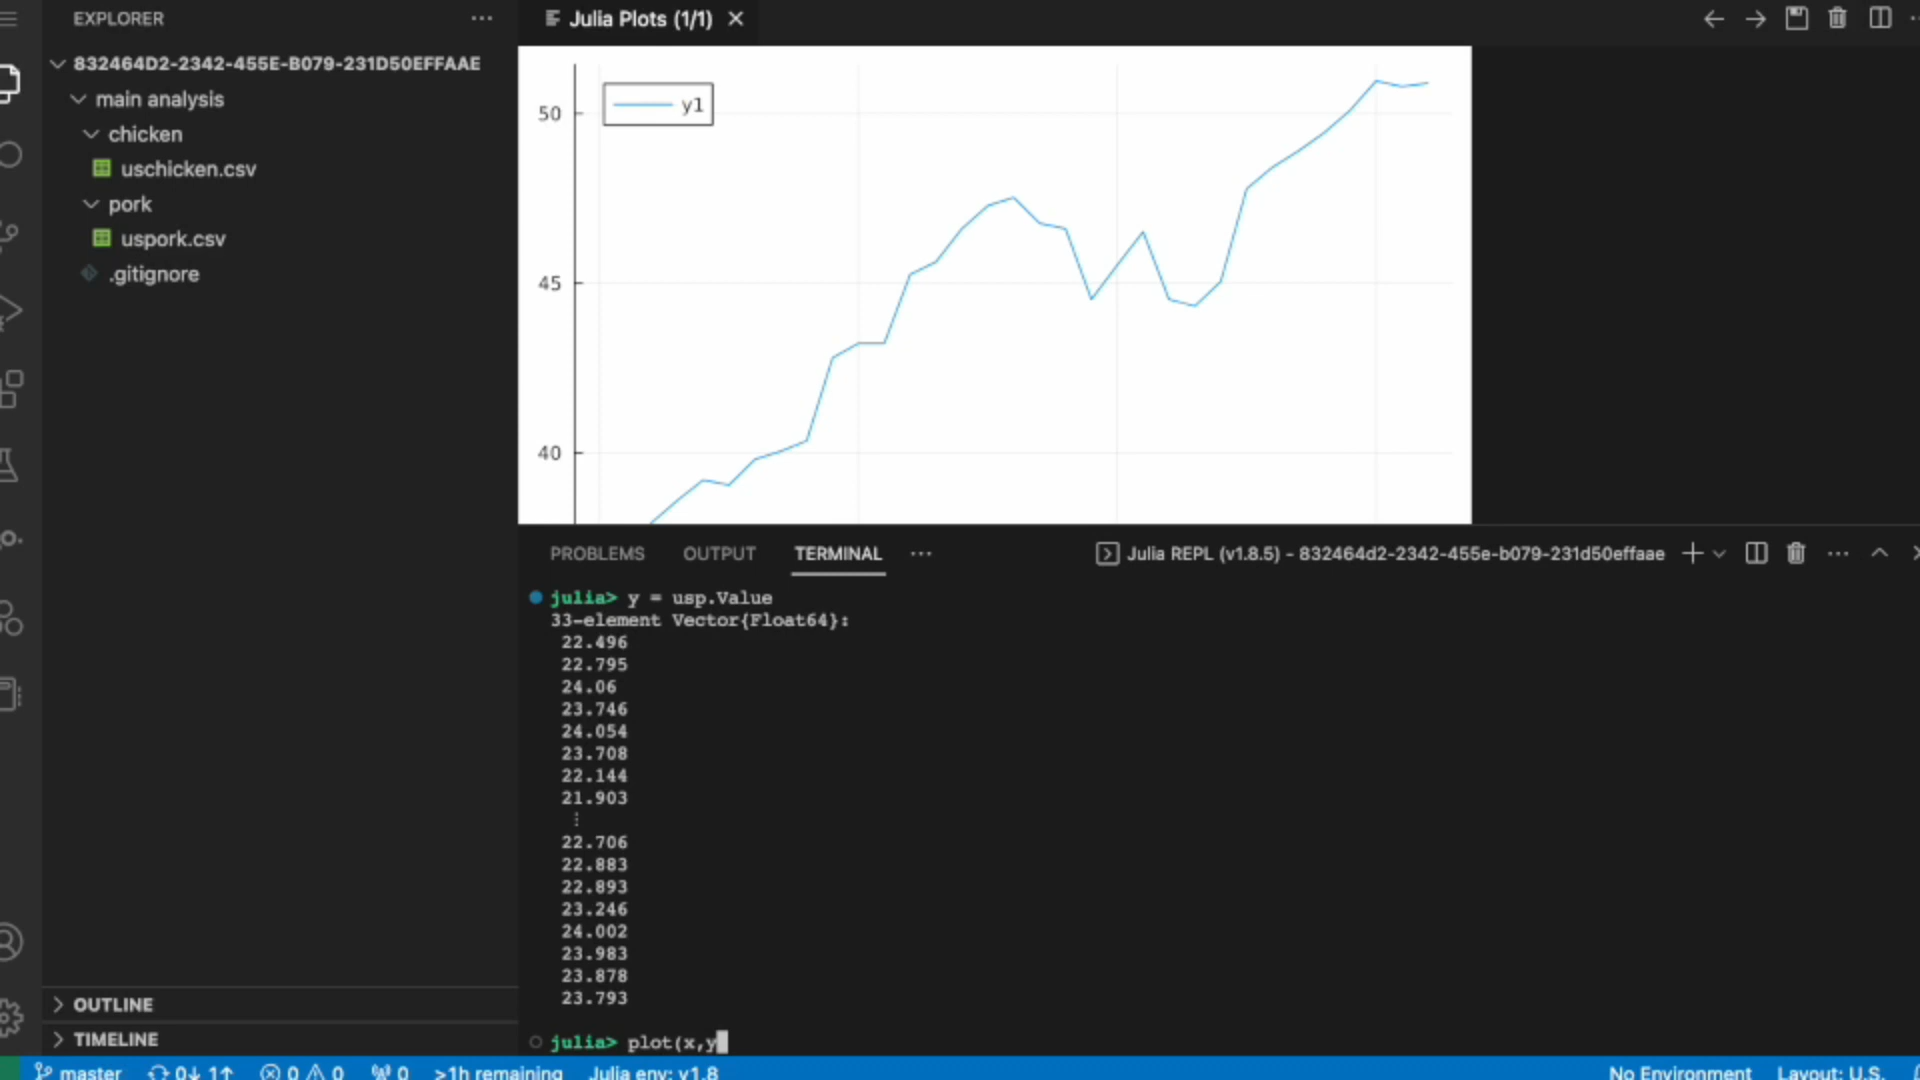 EXPLORER
Julia Plots (1/1)
832464D2-2342-455E-B079-231D50EFFAAE
main analysis
chicken
uschicken.csv
pork
uspork.csv
.gitignore
y1
50
45
40
PROBLEMS OUTPUT TERMINAL
Julia REPL (v1.8.5) - 832464d2-2342-455e-b079-231d50effaae
julia> y = usp.Value
33-element Vector{Float64}:
22.496
22.795
24.06
23.746
24.054
23.708
22.144
21.903
⋮
22.706
22.883
22.893
23.246
24.002
23.983
23.878
23.793
julia> plot(x,y
OUTLINE
TIMELINE
master 0↓ 1↑ 0 0 0 >1h remaining Julia env: v1.8
No Environment Layout: U.S.